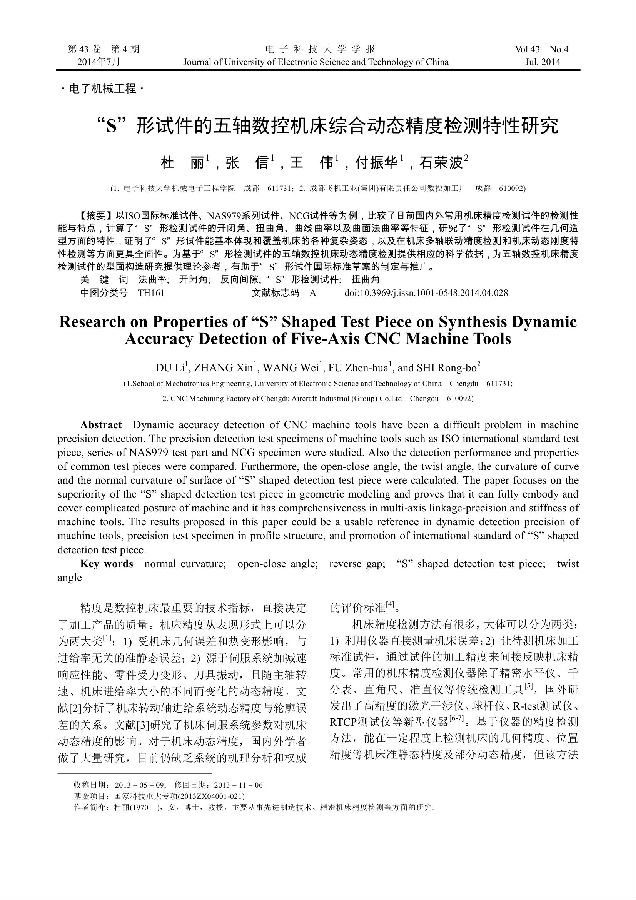 第43卷 第4期 电子科技大学学报 Vol.43 No.4
2014年7月 Journal of University of Electronic Science and Technology of China Jul. 2014
·电子机械工程·
“S”形试件的五轴数控机床综合动态精度检测特性研究
杜 丽1，张 信1，王 伟1，付振华1，石荣波2
(1. 电子科技大学机械电子工程学院 成都 611731; 2. 成都飞机工业(集团)有限责任公司数控加工厂 成都 610092)
【摘要】以ISO国际标准试件、NAS979系列试件、NCG试件等为例，比较了目前国内外常用机床精度检测试件的检测性
能与特点，计算了“S”形检测试件的开闭角、扭曲角、曲线曲率以及曲面法曲率等特征，研究了“S”形检测试件在几何造
型方面的特性，证明了“S”形试件能基本体现和覆盖机床的各种复杂姿态，以及在机床多轴联动精度检测和机床动态刚度特
性检测等方面更具全面性。为基于“S”形试件的五轴数控机床动态精度检测提供相应的科学依据，为五轴数控机床精度
检测试件的型面构造研究提供理论参考，有助于“S”形试件国际标准草案的制定与推广。
关 键 词 法曲率; 开闭角; 反向间隙; “S”形检测试件; 扭曲角
中图分类号 TH161 文献标志码 A doi:10.3969/j.issn.1001-0548.2014.04.028
Research on Properties of “S” Shaped Test Piece on Synthesis Dynamic
Accuracy Detection of Five-Axis CNC Machine Tools
DU Li1, ZHANG Xin1, WANG Wei1, FU Zhen-hua1, and SHI Rong-bo2
(1.School of Mechatronics Engineering, University of Electronic Science and Technology of China Chengdu 611731;
2. CNC Machining Factory of Chengdu Aircraft Industrial (Group) Co.Ltd Chengdu 610092)
Abstract Dynamic accuracy detection of CNC machine tools have been a difficult problem in machine
precision detection. The precision detection test specimens of machine tools such as ISO international standard test
piece, series of NAS979 test part and NCG specimen were studied. Also the detection performance and properties
of common test pieces were compared. Furthermore, the open-close angle, the twist angle, the curvature of curve
and the normal curvature of surface of “S” shaped detection test piece were calculated. The paper focuses on the
superiority of the “S” shaped detection test piece in geometric modeling and proves that it can fully embody and
cover complicated posture of machine and it has comprehensiveness in multi-axis linkage-precision and stiffness of
machine tools. The results proposed in this paper could be a usable reference in dynamic detection precision of
machine tools, precision test specimen in profile structure, and promotion of international standard of “S” shaped
detection test piece.
Key words normal curvature; open-close angle; reverse gap; “S” shaped detection test piece; twist
angle
精度是数控机床最重要的技术指标，直接决定
了加工产品的质量。机床精度从表现形式上可以分
为两大类[1]：1) 受机床几何误差和热变形影响，与
进给率无关的准静态误差；2) 源于伺服系统加减速
响应性能、零件受力变形、刀具振动，且随主轴转
速、机床进给率大小的不同而变化的动态精度。文
献[2]分析了机床转动轴进给系统动态精度与轮廓误
差的关系。文献[3]研究了机床伺服系统参数对机床
动态精度的影响。对于机床动态精度，国内外学者
做了大量研究，目前仍缺乏系统的机理分析和权威
的评价标准[4]。
机床精度检测方法有很多，大体可以分为两类：
1) 利用仪器直接测量机床误差; 2) 让待测机床加工
标准试件，通过试件的加工精度来间接反映机床精
度。常用的机床精度检测仪器除了精密水平仪、千
分表、直角尺、准直仪等传统检测工具[5]，国外研
发出了高精度的激光干涉仪、球杆仪、R-test测试仪、
RTCP测试仪等新型仪器[6-7]。基于仪器的精度检测
方法，能在一定程度上检测机床的几何精度、位置
精度等机床准静态精度及部分动态精度，但该方法
收稿日期：2013－05－09；修回日期：2013－11－06
基金项目：国家科技重大专项(2013ZX04001-021)
作者简介：杜丽(1970－)，女，博士，教授，主要从事先进制造技术、精密机床精度检测等方面的研究.